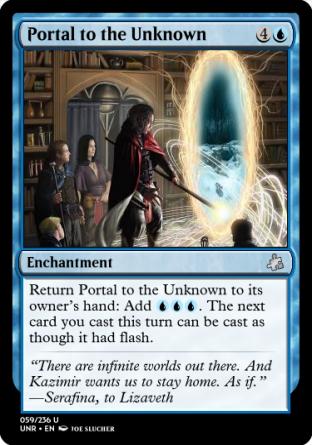 Portal to the Unknown 4
Enchantment
Return Portal to the Unknown to its
owner's hand: Add . The next
card you cast this turn can be cast as
though it had flash.
"There are infinite worlds out there. And
Kazimir wants us to stay home. As if."
—Serafina, to Lizaveth
059/236 U
UNR • EN TOE SLUCHER